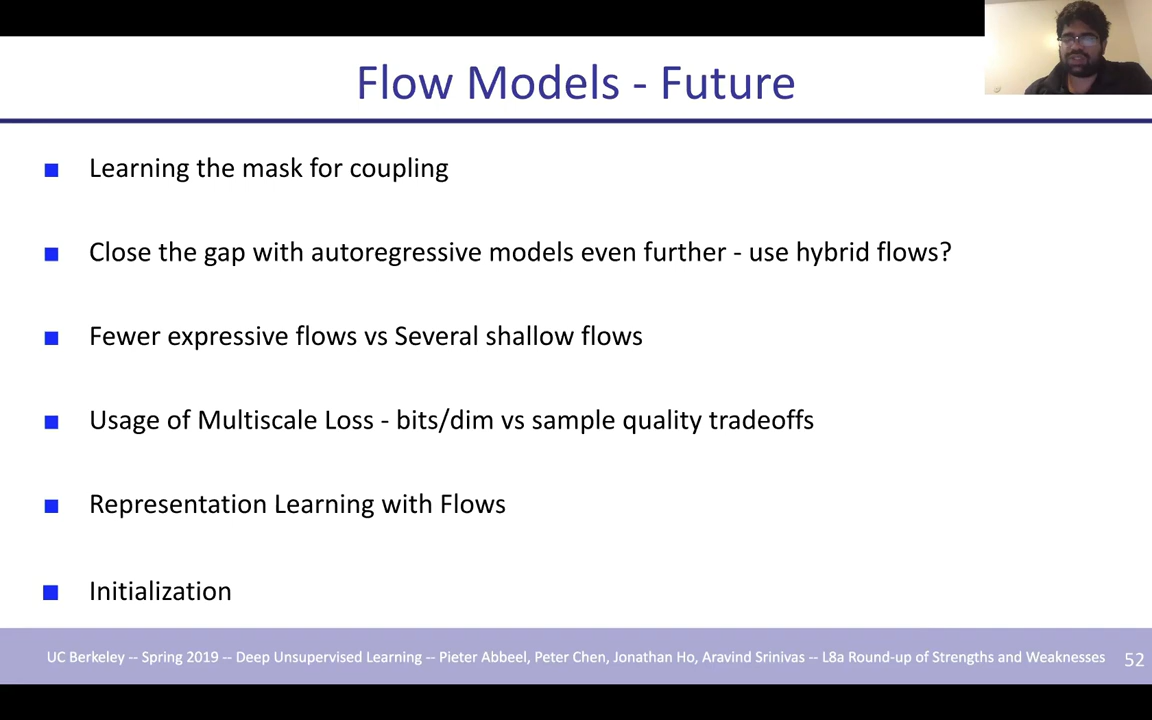 Flow Models - Future
Learning the mask for coupling
Close the gap with autoregressive models even further - use hybrid flows?
Fewer expressive flows vs Several shallow flows
Usage of Multiscale Loss - bits/dim vs sample quality tradeoffs
Representation Learning with Flows
Initialization
UC Berkeley -- Spring 2019 -- Deep Unsupervised Learning -- Pieter Abbeel, Peter Chen, Jonathan Ho, Aravind Srinivas -- L8a Round-up of Strengths and Weaknesses 52